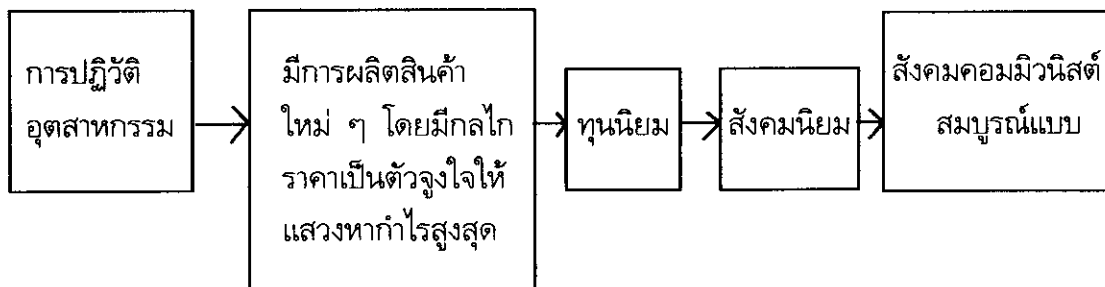 การปฏิวัติ
อุตสาหกรรม
มีการผลิตสินค้า
ใหม่ ๆ โดยมีกลไก
ราคาเป็นตัวจูงใจให้
แสวงหากำไรสูงสุด
ทุนนิยม
สังคมนิยม
สังคมคอมมิวนิสต์
สมบูรณ์แบบ